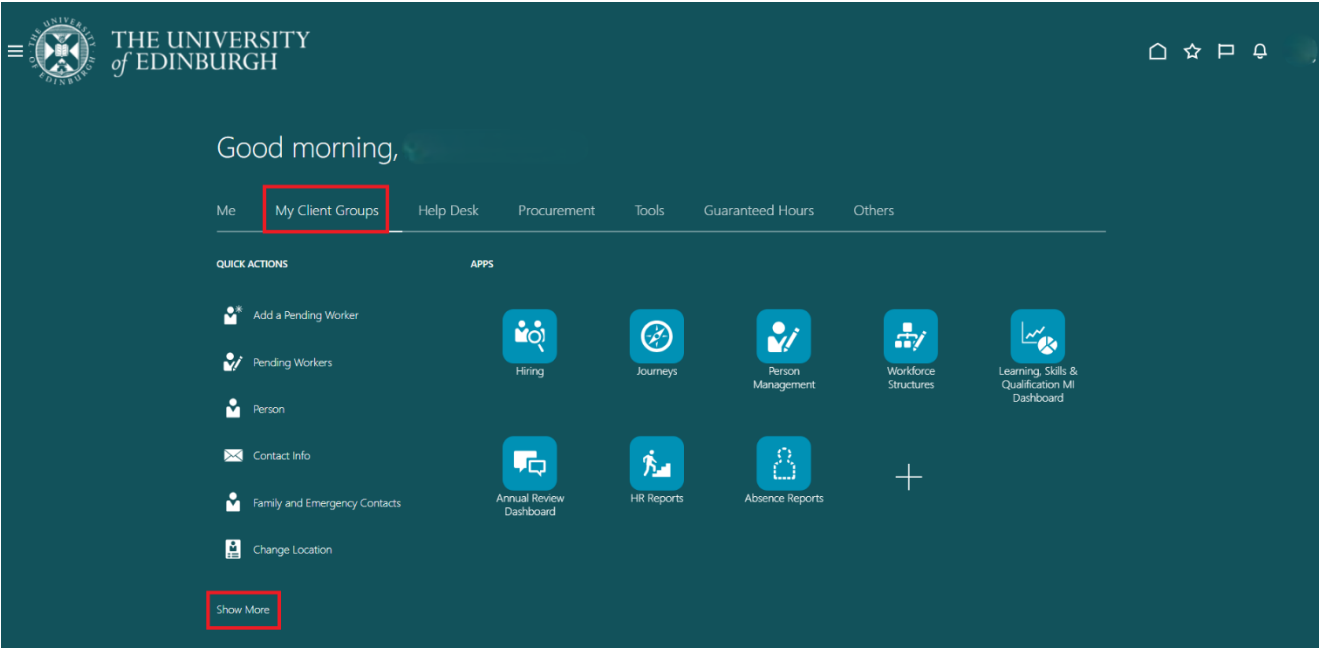 THE UNIVERSITY
of EDINBURGH
Good morning,
Me
My Client Groups
Help Desk
Procurement
Tools
Guaranteed Hours
Others
QUICK ACTIONS
Add a Pending Worker
Pending Workers
Person
Contact Info
Family and Emergency Contacts
Change Location
Show More
APPS
Hiring
Journeys
Person
Management
Workforce
Structures
Learning, Skills &
Qualification MI
Dashboard
Annual Review
Dashboard
HR Reports
Absence Reports